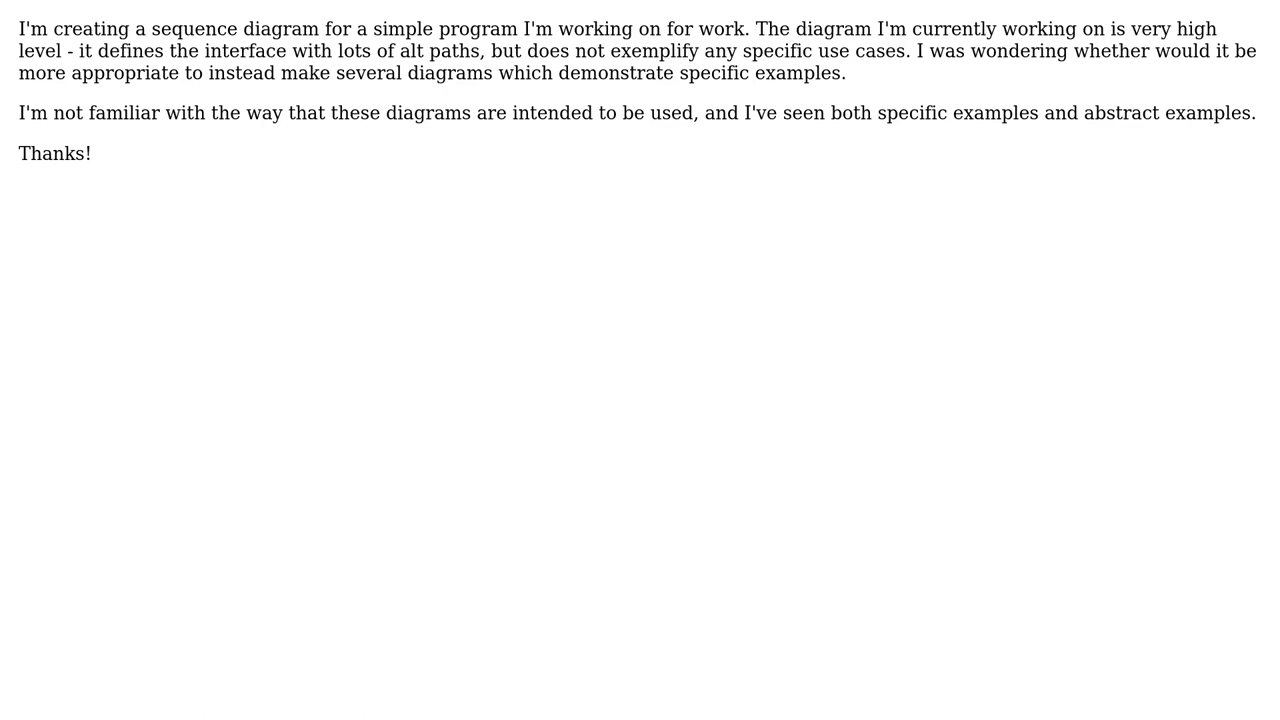 I'm creating a sequence diagram for a simple program I'm working on for work. The diagram I'm currently working on is very high
level - it defines the interface with lots of alt paths, but does not exemplify any specific use cases. I was wondering whether would it be
more appropriate to instead make several diagrams which demonstrate specific examples.
I'm not familiar with the way that these diagrams are intended to be used, and I've seen both specific examples and abstract examples.
Thanks!